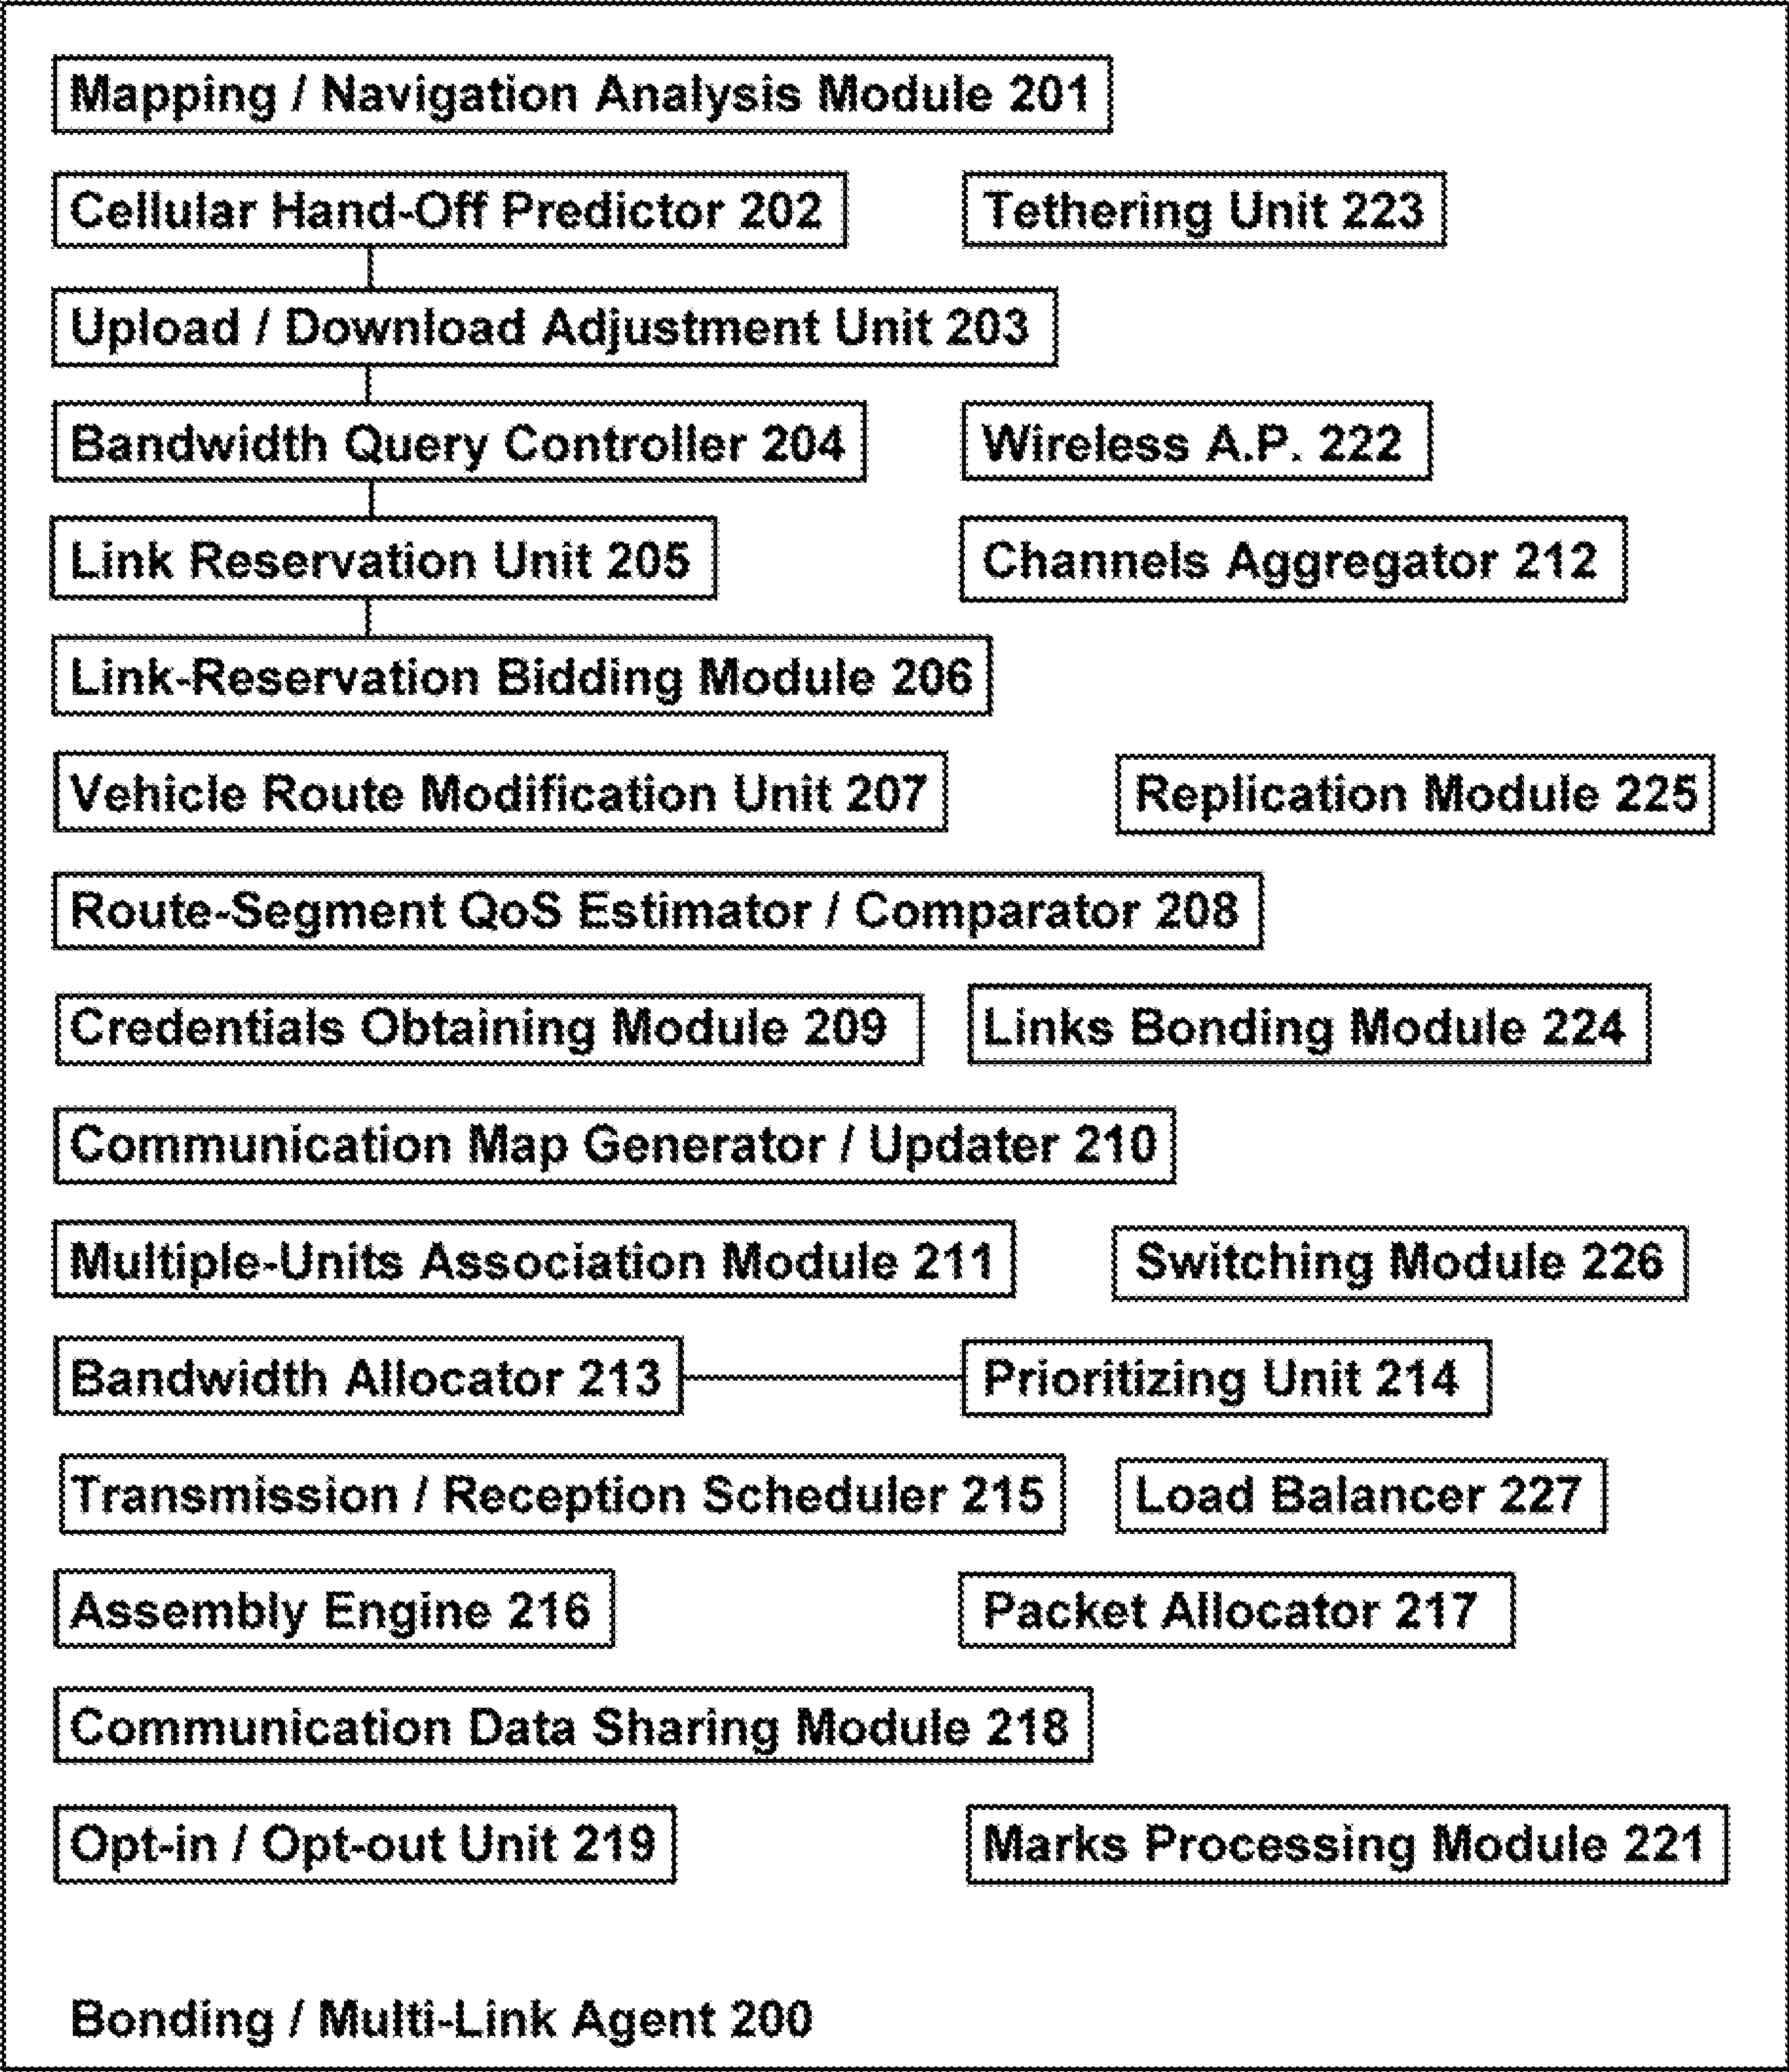 Mapping / Navigation Analysis Module 201
Cellular Hand-Off Predictor 202
Tethering Unit 223
Upload / Download Adjustment Unit 203
Bandwidth Query Controller 204
Wireless A.P. 222
Link Reservation Unit 205
Channels Aggregator 212
Link-Reservation Bidding Module 206
Vehicle Route Modification Unit 207
Replication Module 225
Route-Segment QoS Estimator / Comparator 208
Credentials Obtaining Module 209
Links Bonding Module 224
Communication Map Generator / Updater 210
Multiple-Units Association Module 211
Switching Module 226
Bandwidth Allocator 213
Prioritizing Unit 214
Transmission / Reception Scheduler 215
Load Balancer 227
Assembly Engine 216
Packet Allocator 217
Communication Data Sharing Module 218
Opt-in / Opt-out Unit 219
Marks Processing Module 221
Bonding / Multi-Link Agent 200